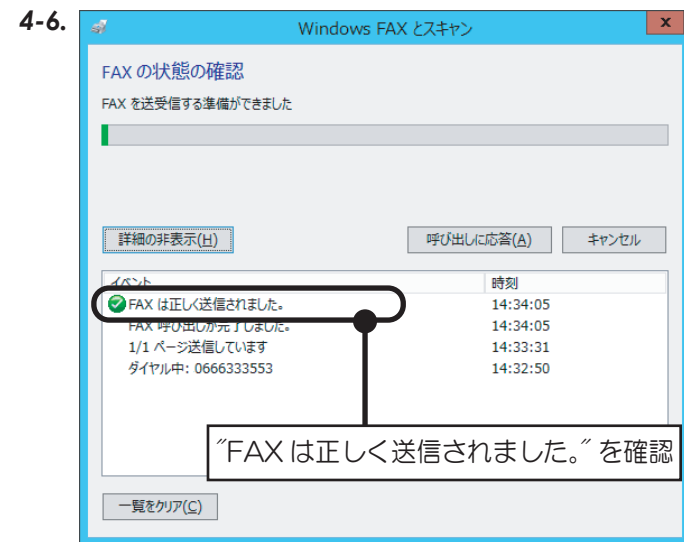 4-6.
Windows FAX とスキャン
x
FAX の状態の確認
FAX を送受信する準備ができました
詳細の非表示(H)
呼び出しに応答(A)
キャンセル
イベント 時刻
FAX は正しく送信されました。 14:34:05
FAX 呼び出しが完了しました。 14:34:05
1/1 ページ送信しています 14:33:31
ダイヤル中: 0666333553 14:32:50
"FAX は正しく送信されました。" を確認
一覧をクリア(C)